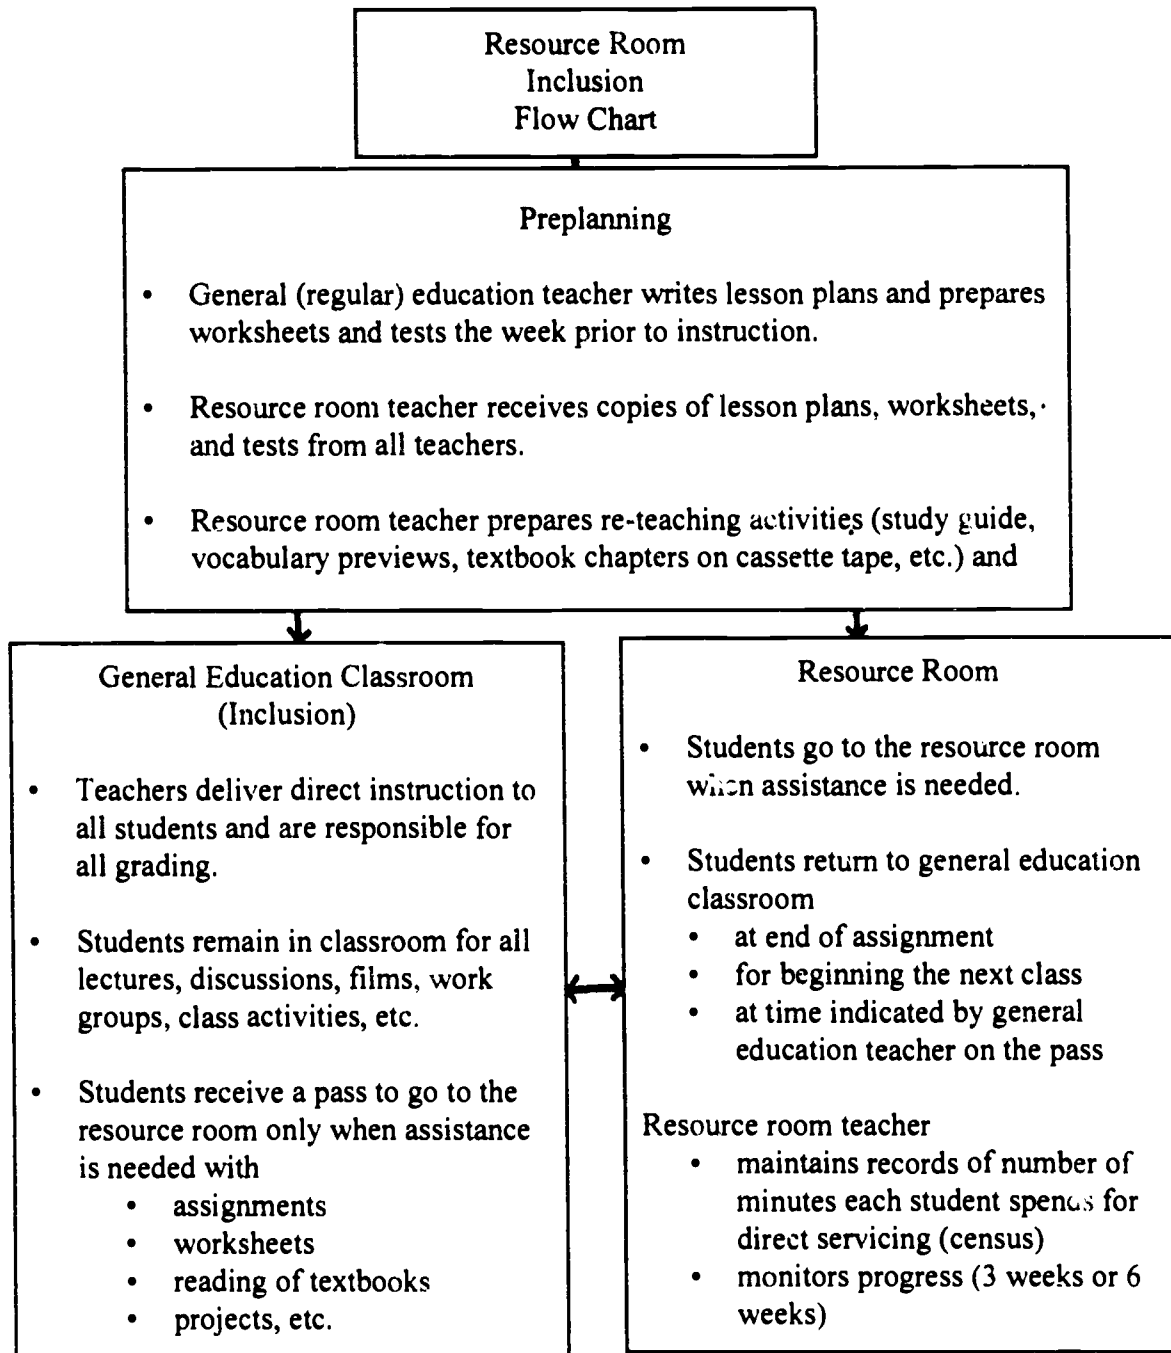 Resource Room
Inclusion
Flow Chart
Preplanning
• General (regular) education teacher writes lesson plans and prepares
worksheets and tests the week prior to instruction.
• Resource room teacher receives copies of lesson plans, worksheets,
and tests from all teachers.
• Resource room teacher prepares re-teaching activities (study guide,
vocabulary previews, textbook chapters on cassette tape, etc.) and
General Education Classroom
(Inclusion)
• Teachers deliver direct instruction to
all students and are responsible for
all grading.
• Students remain in classroom for all
lectures, discussions, films, work
groups, class activities, etc.
• Students receive a pass to go to the
resource room only when assistance
is needed with
• assignments
• worksheets
• reading of textbooks
• projects, etc.
Resource Room
• Students go to the resource room
when assistance is needed.
• Students return to general education
classroom
• at end of assignment
• for beginning the next class
• at time indicated by general
education teacher on the pass
Resource room teacher
• maintains records of number of
minutes each student spends for
direct servicing (census)
• monitors progress (3 weeks or 6
weeks)